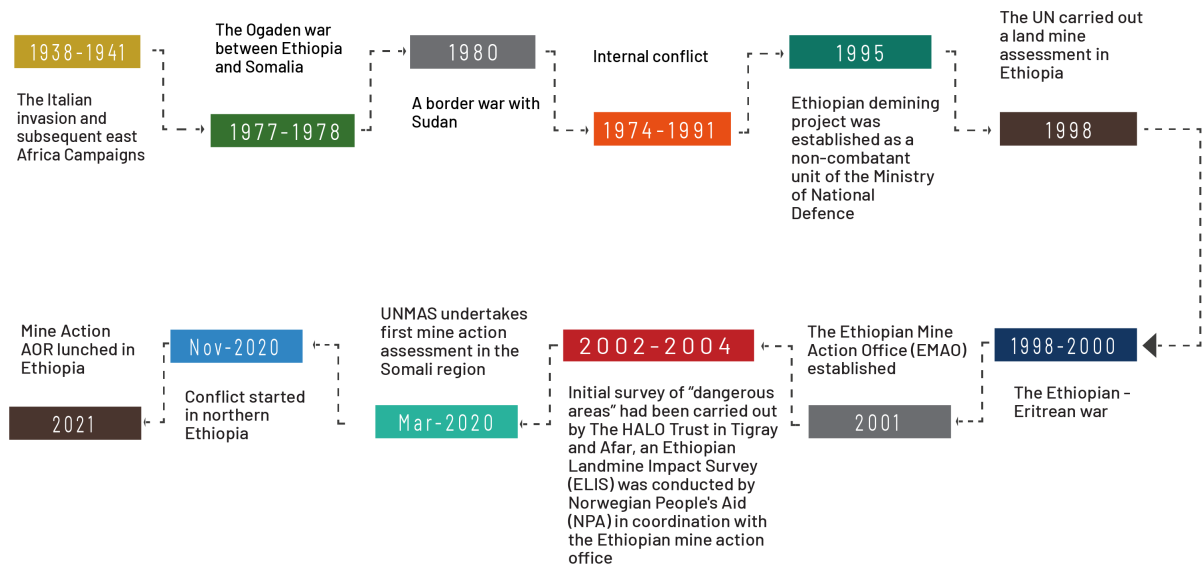 1938-1941
The Italian
invasion and
subsequent east
Africa Campaigns
The Ogaden war
between Ethiopia
and Somalia
1977-1978
1980
A border war with
Sudan
Internal conflict
1974-1991
1995
Ethiopian demining
project was
established as a
non-combatant
unit of the Ministry
of National
Defence
The UN carried out
a land mine
assessment in
Ethiopia
1998
1998-2000
The Ethiopian -
Eritrean war
The Ethiopian Mine
Action Office (EMAO)
established
2001
2002-2004
Initial survey of “dangerous
areas” had been carried out
by The HALO Trust in Tigray
and Afar, an Ethiopian
Landmine Impact Survey
(ELIS) was conducted by
Norwegian People's Aid
(NPA) in coordination with
the Ethiopian mine action
office
UNMAS undertakes
first mine action
assessment in the
Somali region
Mar-2020
Nov-2020
Conflict started
in northern
Ethiopia
Mine Action
AOR lunched in
Ethiopia
2021